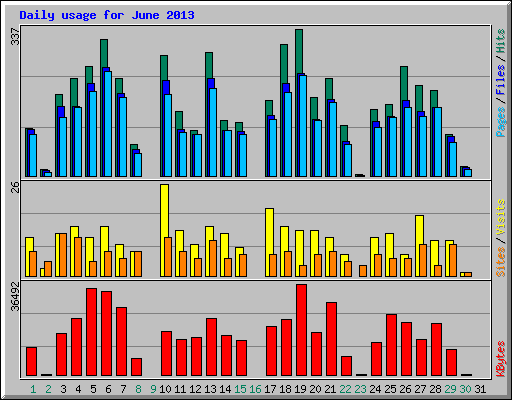 Daily usage for June 2013
337
Pages / Files / Hits
26
Sites / Visits
36492
KBytes
1 2 3 4 5 6 7 8 9 10 11 12 13 14 15 16 17 18 19 20 21 22 23 24 25 26 27 28 29 30 31